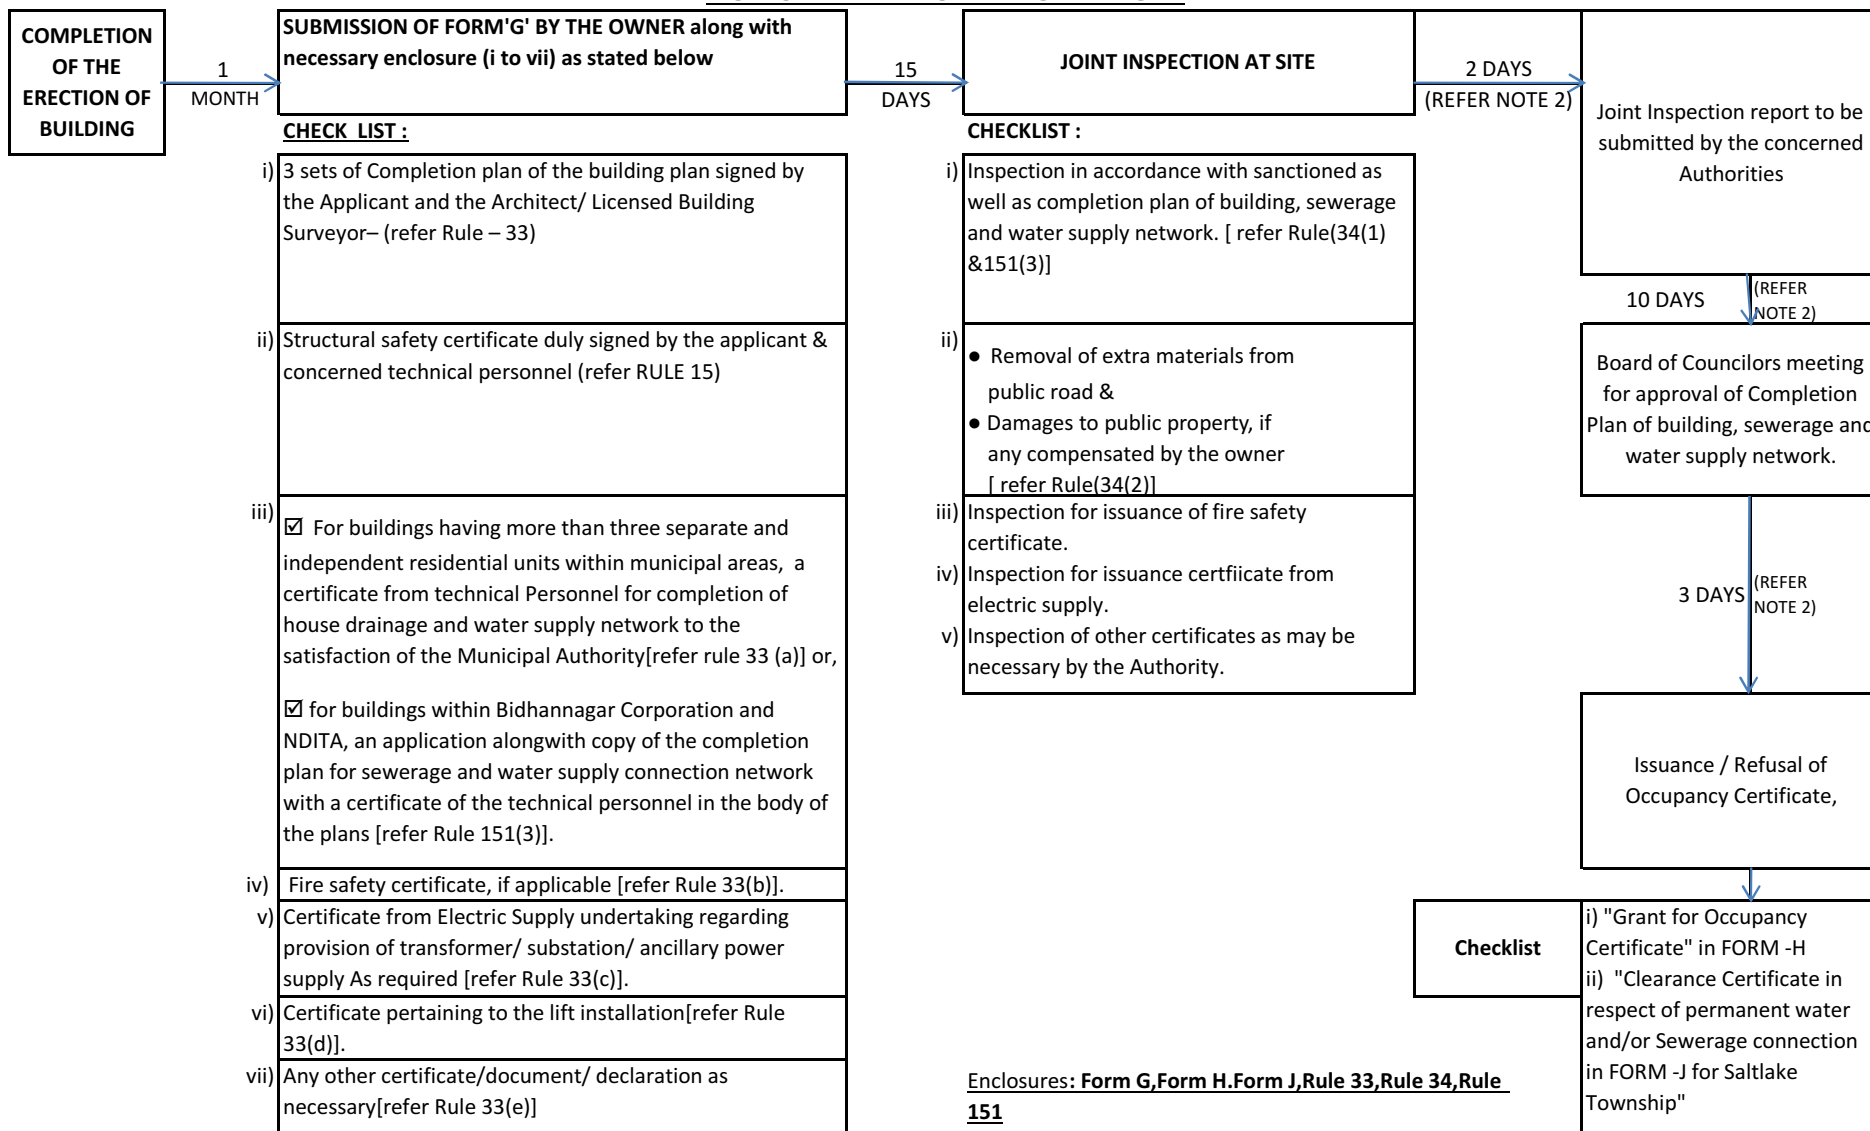 COMPLETION
OF THE
ERECTION OF
BUILDING
1
MONTH
SUBMISSION OF FORM'G' BY THE OWNER along with
necessary enclosure (i to vii) as stated below
15
DAYS
JOINT INSPECTION AT SITE
2 DAYS
(REFER NOTE 2)
Joint Inspection report to be
submitted by the concerned
Authorities
CHECK LIST :
i) 3 sets of Completion plan of the building plan signed by
the Applicant and the Architect/ Licensed Building
Surveyor– (refer Rule – 33)
ii) Structural safety certificate duly signed by the applicant &
concerned technical personnel (refer RULE 15)
iii) ☑ For buildings having more than three separate and
independent residential units within municipal areas, a
certificate from technical Personnel for completion of
house drainage and water supply network to the
satisfaction of the Municipal Authority[refer rule 33 (a)] or,
☑ for buildings within Bidhannagar Corporation and
NDITA, an application alongwith copy of the completion
plan for sewerage and water supply connection network
with a certificate of the technical personnel in the body of
the plans [refer Rule 151(3)].
iv) Fire safety certificate, if applicable [refer Rule 33(b)].
v) Certificate from Electric Supply undertaking regarding
provision of transformer/ substation/ ancillary power
supply As required [refer Rule 33(c)].
vi) Certificate pertaining to the lift installation[refer Rule
33(d)].
vii) Any other certificate/document/ declaration as
necessary[refer Rule 33(e)]
CHECKLIST :
i) Inspection in accordance with sanctioned as
well as completion plan of building, sewerage
and water supply network. [ refer Rule(34(1)
&151(3)]
ii) ● Removal of extra materials from
public road &
● Damages to public property, if
any compensated by the owner
[ refer Rule(34(2)]
iii) Inspection for issuance of fire safety
certificate.
iv) Inspection for issuance certfiicate from
electric supply.
v) Inspection of other certificates as may be
necessary by the Authority.
10 DAYS
(REFER
NOTE 2)
Board of Councilors meeting
for approval of Completion
Plan of building, sewerage and
water supply network.
3 DAYS
(REFER
NOTE 2)
Issuance / Refusal of
Occupancy Certificate,
Checklist
i) "Grant for Occupancy
Certificate" in FORM -H
ii) "Clearance Certificate in
respect of permanent water
and/or Sewerage connection
in FORM -J for Saltlake
Township"
Enclosures: Form G,Form H.Form J,Rule 33,Rule 34,Rule
151